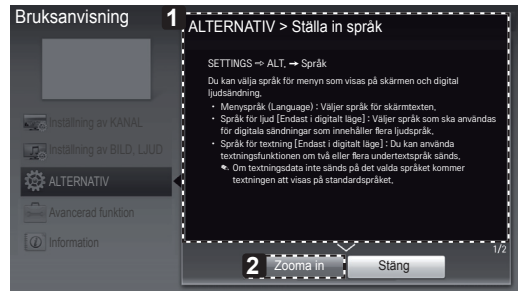 Bruksanvisning
1
ALTERNATIV > Ställa in språk
SETTINGS ⇨ ALT. → Språk
Du kan välja språk för menyn som visas på skärmen och digital
ljudsändning.
• Menyspråk (Language) : Väljer språk för skärmtexten.
• Språk för ljud [Endast i digitalt läge] : Väljer språk som ska användas
för digitala sändningar som innehåller flera ljudspråk.
• Språk för textning [Endast i digitalt läge] : Du kan använda
textningsfunktionen om två eller flera undertextspråk sänds.
✎ Om textningsdata inte sänds på det valda språket kommer
textningen att visas på standardspråket.
Inställning av KANAL
Inställning av BILD, LJUD
ALTERNATIV
Avancerad funktion
Information
1/2
2
Zooma in
Stäng